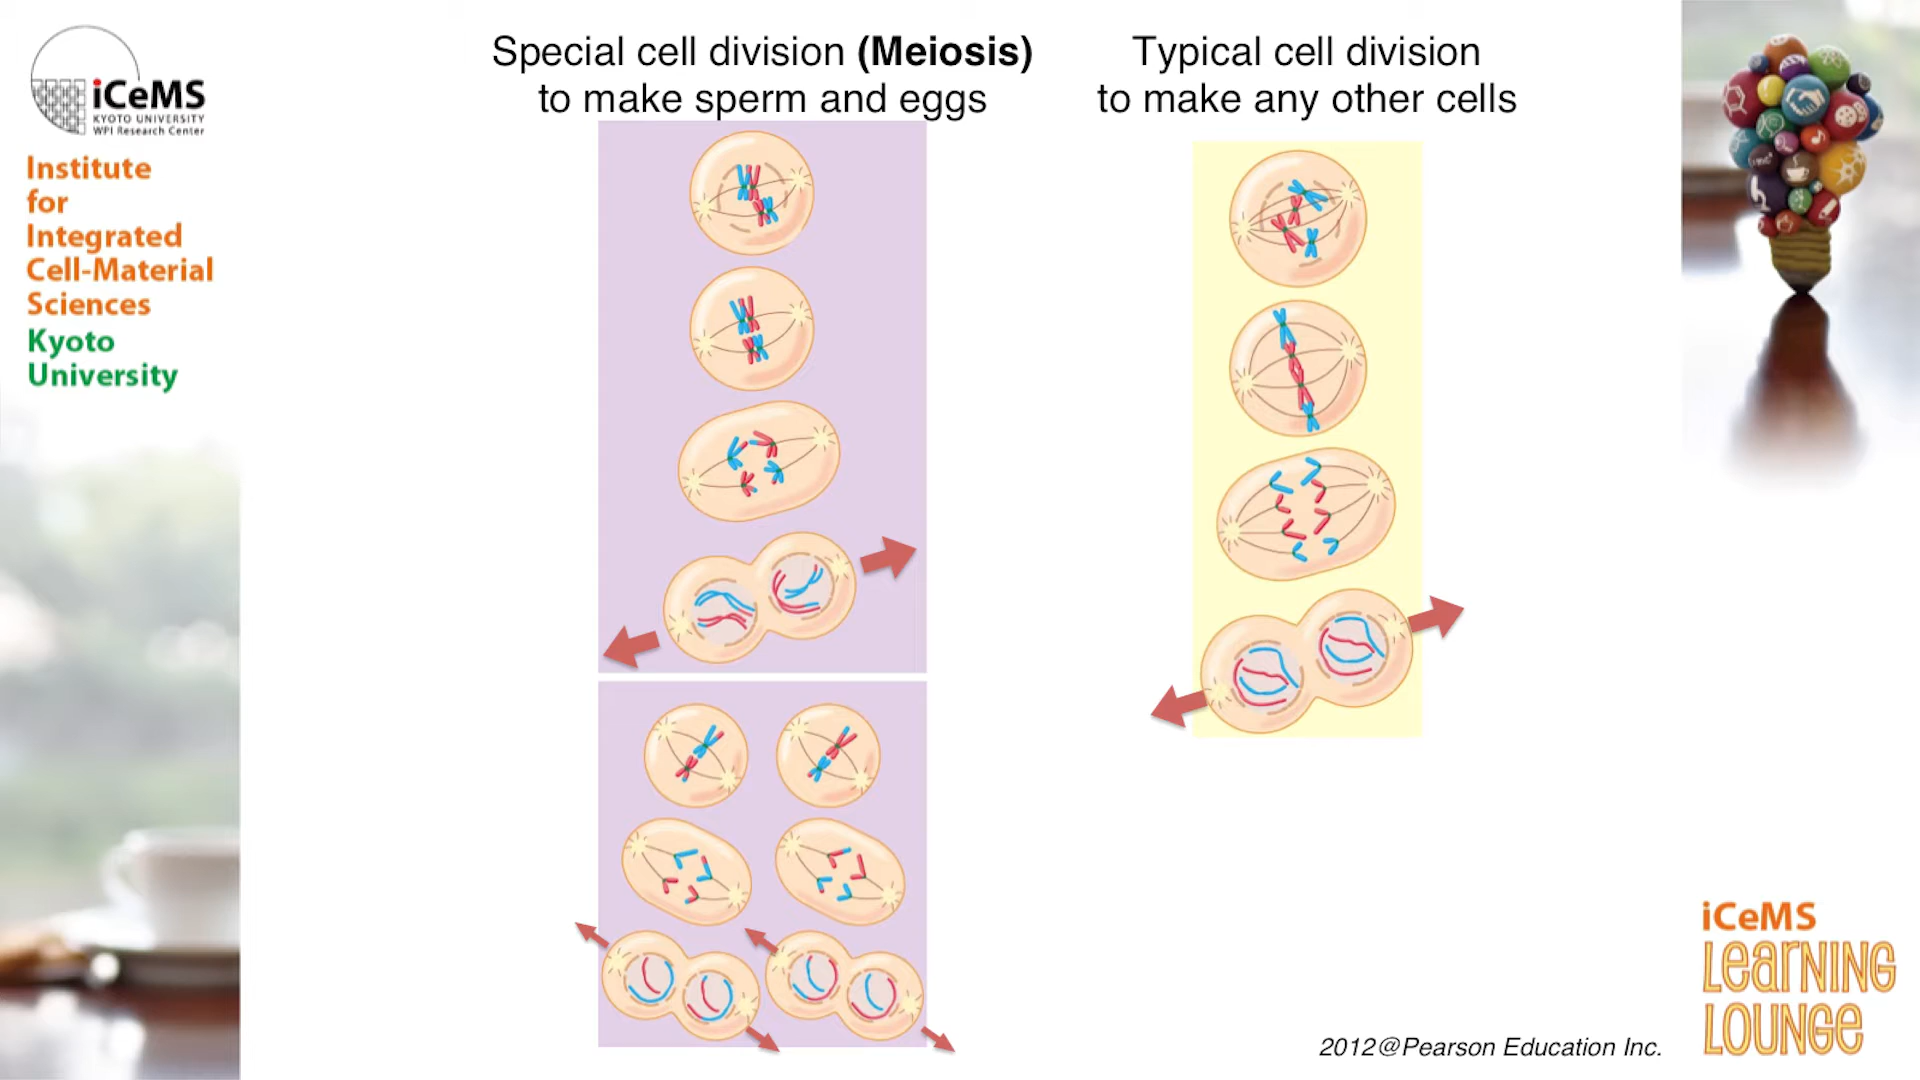 iCeMS
KYOTO UNIVERSITY
WPI Research Center
Institute
for
Integrated
Cell-Material
Sciences
Kyoto
University
Special cell division (Meiosis)
to make sperm and eggs
Typical cell division
to make any other cells
2012@Pearson Education Inc.
iCeMS
LEARNING
LOUNGE